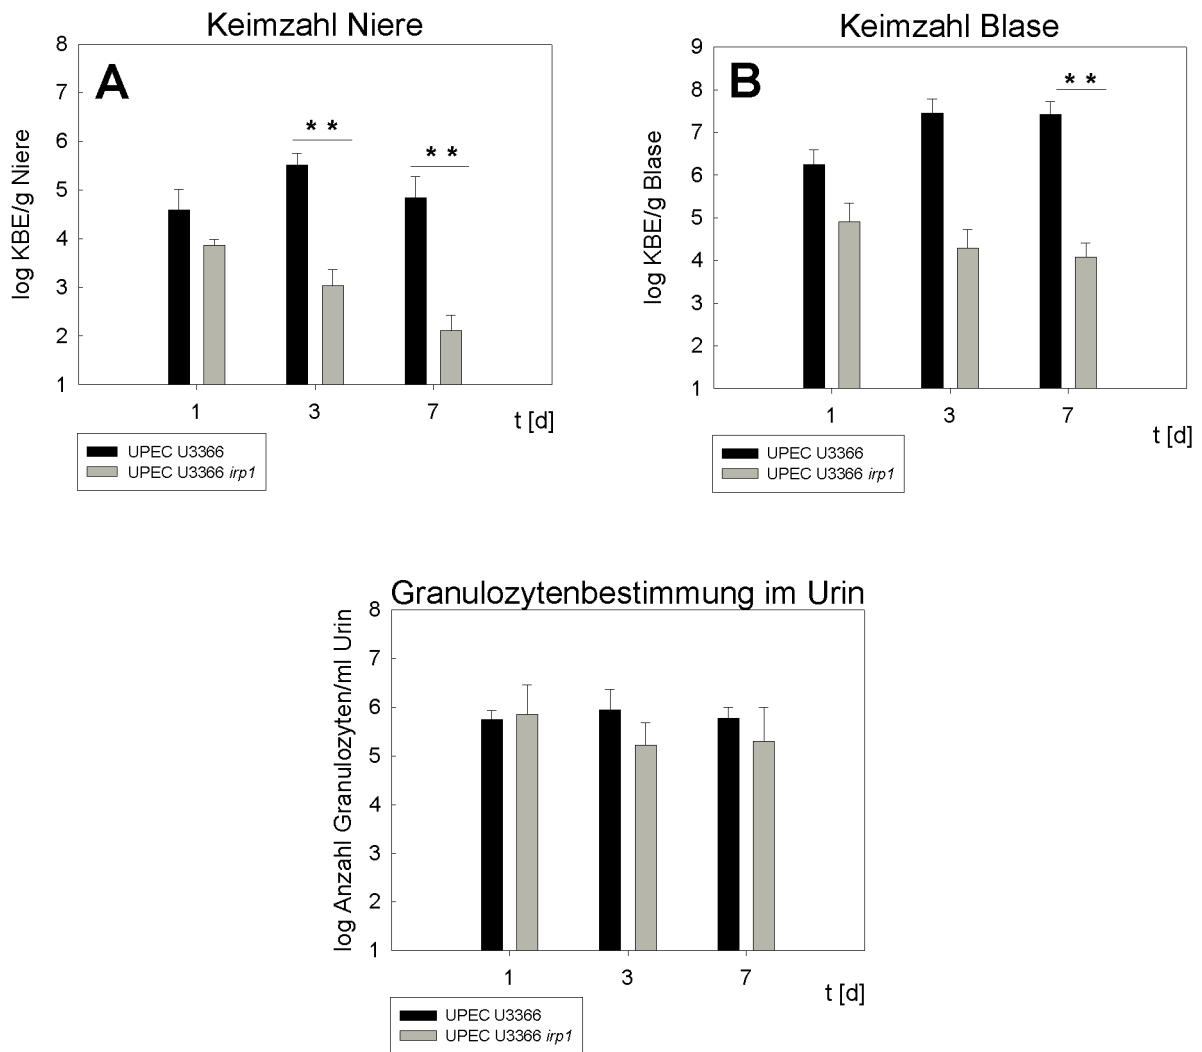 Keimzahl Niere
A
log KBE/g Niere
8
7
6
5
4
3
2
1
* *
* *
1 3 7
t [d]
UPEC U3366
UPEC U3366 irp1
Keimzahl Blase
B
log KBE/g Blase
9
8
7
6
5
4
3
2
1
* *
1 3 7
t [d]
UPEC U3366
UPEC U3366 irp1
Granulozytenbestimmung im Urin
log Anzahl Granulozyten/ml Urin
8
7
6
5
4
3
2
1
1 3 7
t [d]
UPEC U3366
UPEC U3366 irp1